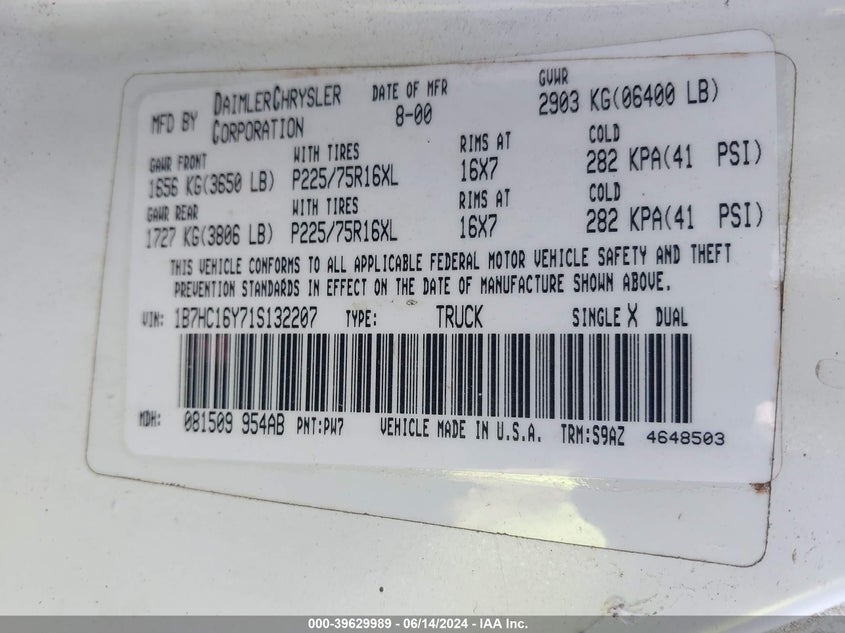 MFD BY DAIMLERCHRYSLER CORPORATION DATE OF MFR 8-00 GVWR 2903 KG(06400 LB)
GAWR FRONT WITH TIRES RIMS AT COLD
1656 KG(3650 LB) P225/75R16XL 16X7 282 KPA(41 PSI)
GAWR REAR WITH TIRES RIMS AT COLD
1727 KG(3806 LB) P225/75R16XL 16X7 282 KPA(41 PSI)
THIS VEHICLE CONFORMS TO ALL APPLICABLE FEDERAL MOTOR VEHICLE SAFETY AND THEFT
PREVENTION STANDARDS IN EFFECT ON THE DATE OF MANUFACTURE SHOWN ABOVE.
VIN: 1B7HC16Y71S132207 TYPE: TRUCK SINGLE X DUAL
MDH: 081509 954AB PNT:PW7 VEHICLE MADE IN U.S.A. TRM:S9AZ 4648503
000-39629989 - 06/14/2024 - IAA Inc.